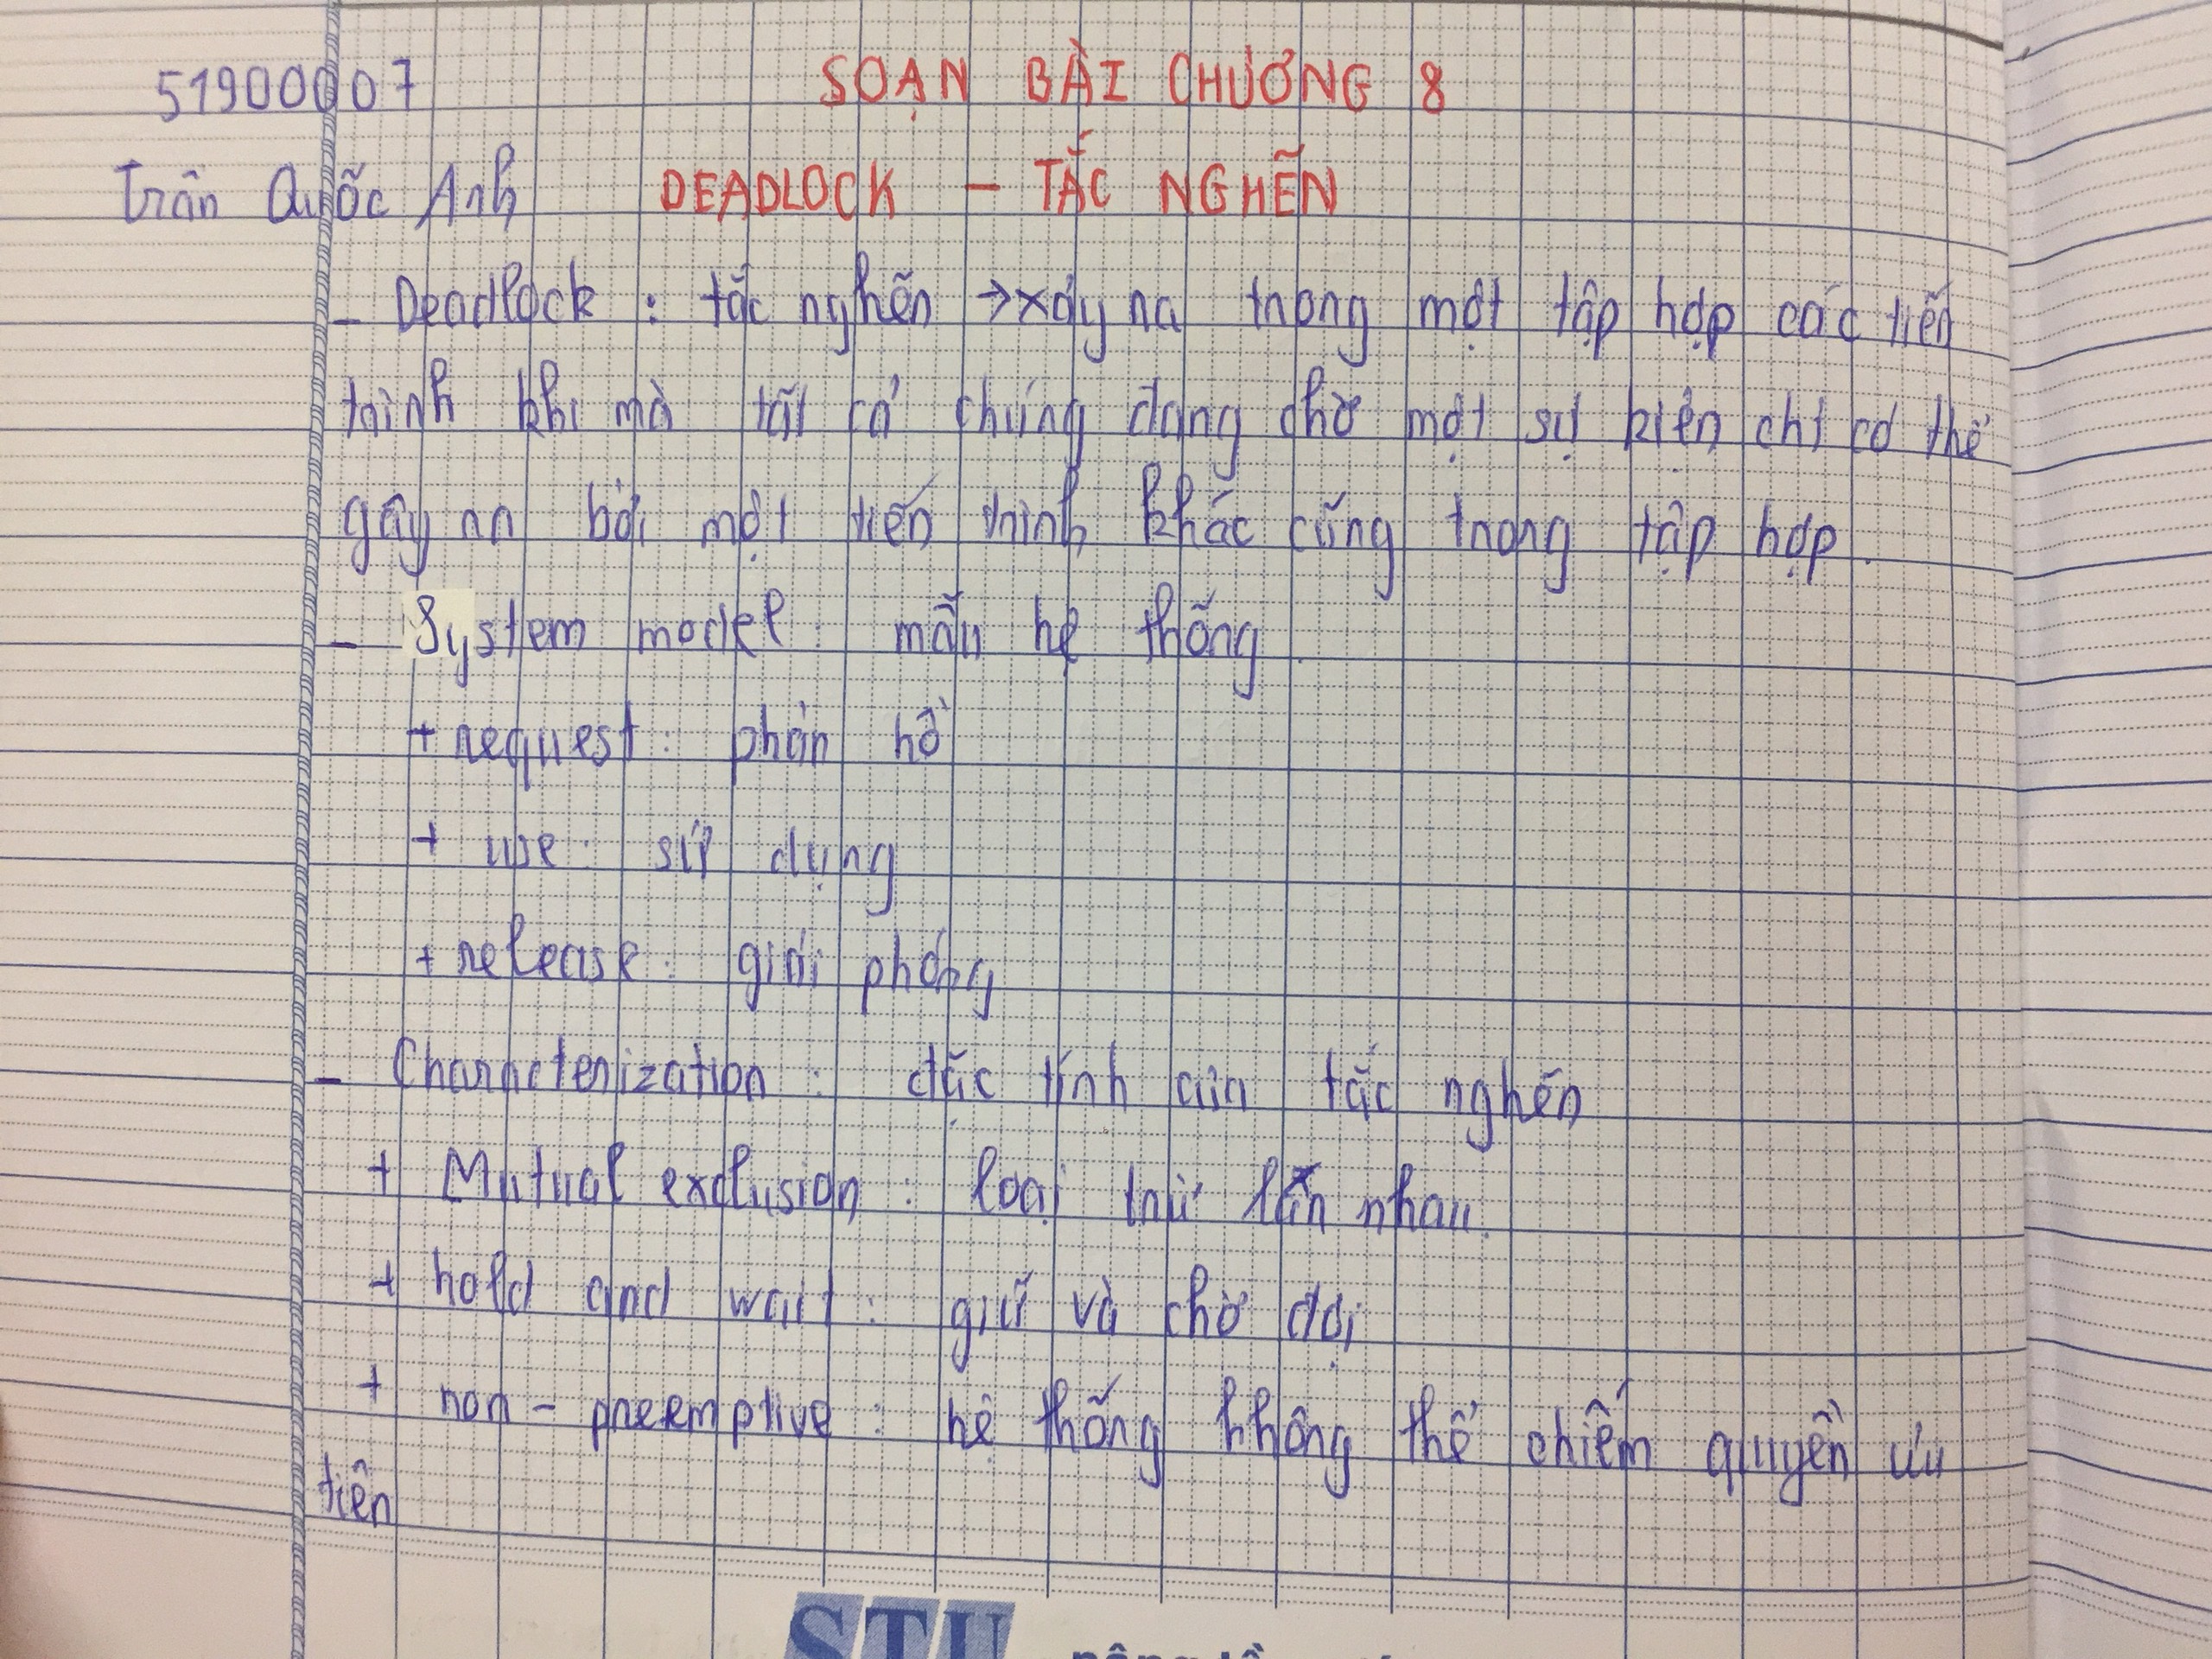 51900007
SOẠN BÀI CHƯƠNG 8
Trần Quốc Anh
DEADLOCK - TẮC NGHẼN
- Deadlock : tắc nghẽn → xảy ra trong một tập hợp các tiến
trình khi mà tất cả chúng đang chờ một sự kiện chỉ có thể
gây ra bởi một tiến trình khác cũng trong tập hợp.
- System model : mẫu hệ thống.
+ request : phản hồ
+ use : sử dụng
+ release : giải phóng
- Characterization : đặc tính của tắc nghẽn
+ Mutual exclusion : loại trừ lẫn nhau.
+ hold and wait : giữ và chờ đợi
+ non - preemptive : hệ thống không thể chiếm quyền ưu
tiên
STU